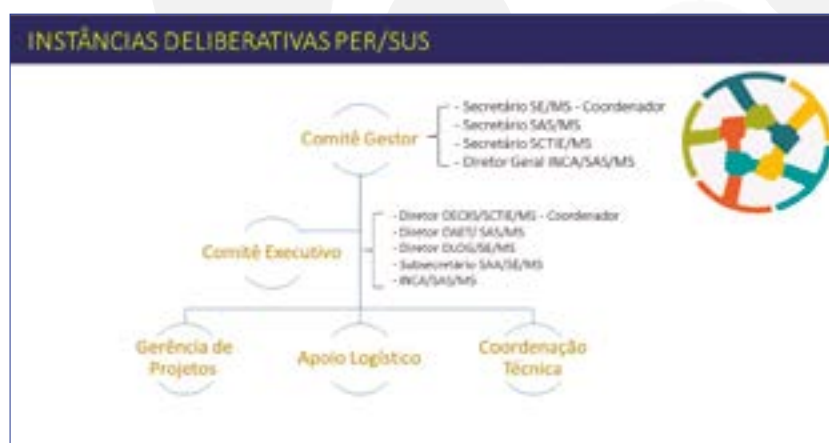 INSTÂNCIAS DELIBERATIVAS PER/SUS
Comitê Gestor
- Secretário SE/MS - Coordenador
- Secretário SAS/MS
- Secretário SCTIE/MS
- Diretor Geral INCA/SAS/MS
Comitê Executivo
- Diretor DECIIS/SCTIE/MS - Coordenador
- Diretor DAET/ SAS/MS
- Diretor DLOG/SE/MS
- Subsecretário SAA/SE/MS
- INCA/SAS/MS
Gerência de
Projetos
Apoio Logístico
Coordenação
Técnica